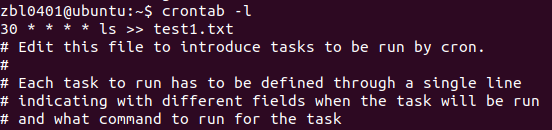 zbl0401@ubuntu:~$ crontab -l
30 * * * * ls >> test1.txt
# Edit this file to introduce tasks to be run by cron.
#
# Each task to run has to be defined through a single line
# indicating with different fields when the task will be run
# and what command to run for the task